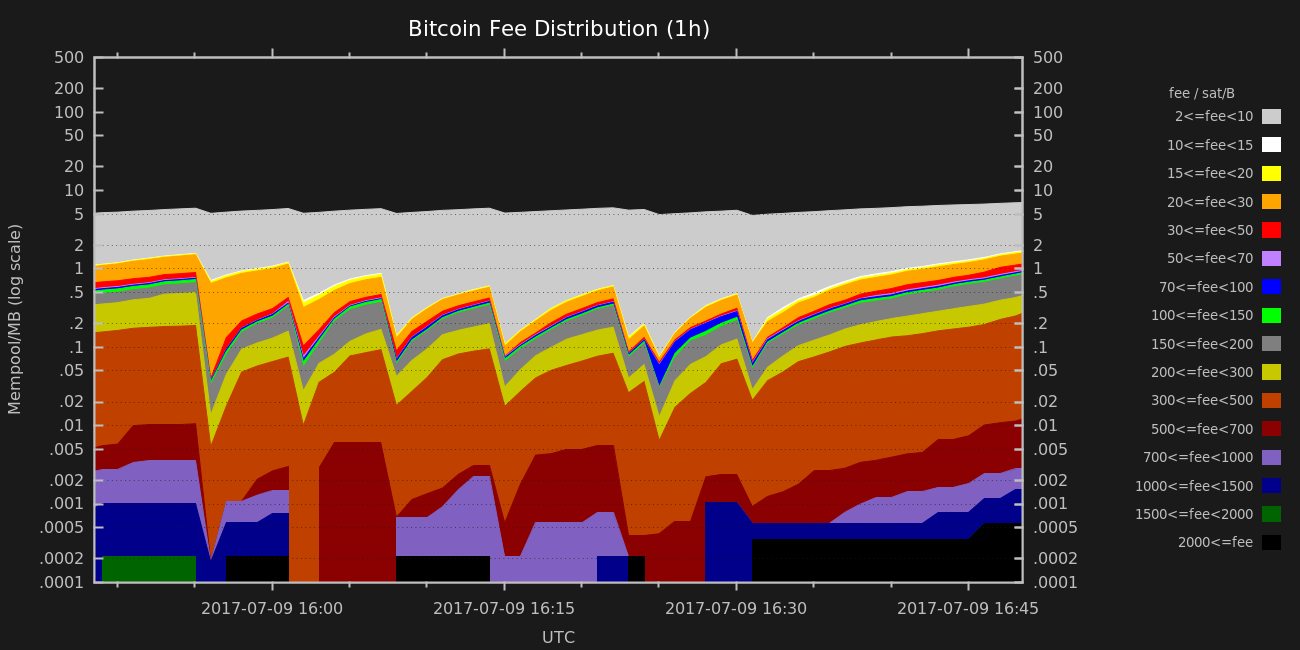 Bitcoin Fee Distribution (1h)
500
200
100
50
20
10
5
2
1
.5
.2
.1
.05
.02
.01
.005
.002
.001
.0005
.0002
.0001
Mempool/MB (log scale)
500
200
100
50
20
10
5
2
1
.5
.2
.1
.05
.02
.01
.005
.002
.001
.0005
.0002
.0001
2017-07-09 16:00
2017-07-09 16:15
2017-07-09 16:30
2017-07-09 16:45
UTC
fee / sat/B
2<=fee<10
10<=fee<15
15<=fee<20
20<=fee<30
30<=fee<50
50<=fee<70
70<=fee<100
100<=fee<150
150<=fee<200
200<=fee<300
300<=fee<500
500<=fee<700
700<=fee<1000
1000<=fee<1500
1500<=fee<2000
2000<=fee